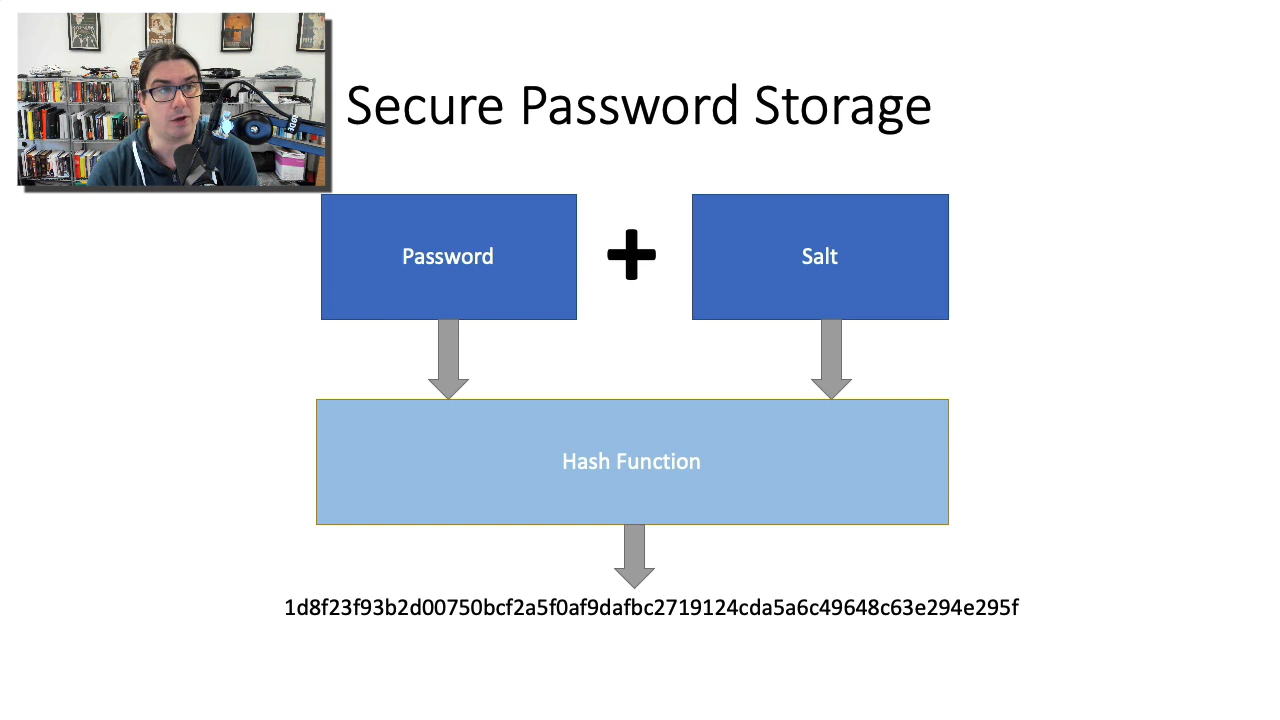 Secure Password Storage
Password
+
Salt
Hash Function
1d8f23f93b2d00750bcf2a5f0af9dafbc2719124cda5a6c49648c63e294e295f